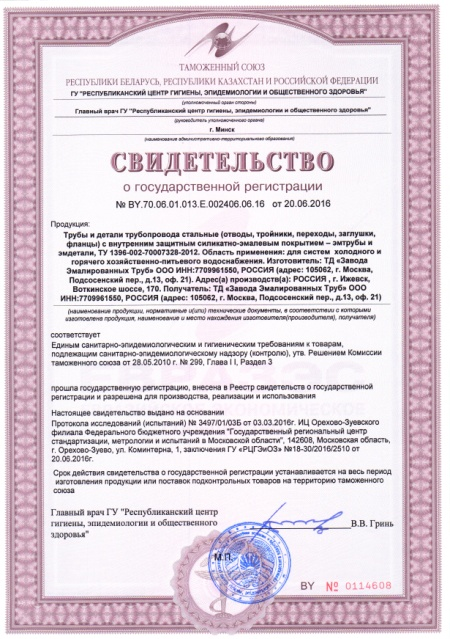 ТАМОЖЕННЫЙ СОЮЗ
РЕСПУБЛИКИ БЕЛАРУСЬ, РЕСПУБЛИКИ КАЗАХСТАН И РОССИЙСКОЙ ФЕДЕРАЦИИ
ГУ "РЕСПУБЛИКАНСКИЙ ЦЕНТР ГИГИЕНЫ, ЭПИДЕМИОЛОГИИ И ОБЩЕСТВЕННОГО ЗДОРОВЬЯ"
(уполномоченный орган стороны)
Главный врач ГУ "Республиканский центр гигиены, эпидемиологии и общественного здоровья"
(руководитель уполномоченного органа)
г. Минск
(наименование административно-территориального образования)
СВИДЕТЕЛЬСТВО
о государственной регистрации
№ BY.70.06.01.013.E.002406.06.16 от 20.06.2016
Продукция:
Трубы и детали трубопровода стальные (отводы, тройники, переходы, заглушки,
фланцы) с внутренним защитным силикатно-эмалевым покрытием – эмтрубы и
эмдетали, ТУ 1396-002-70007328-2012. Область применения: для систем холодного и
горячего хозяйственно-питьевого водоснабжения. Изготовитель: ТД «Завода
Эмалированных Труб» ООО ИНН:7709961550, РОССИЯ (адрес: 105062, г. Москва,
Подсосенский пер., д.13, оф. 21). Адрес(а) производств(а): РОССИЯ, г. Ижевск,
Воткинское шоссе, 170. Получатель: ТД «Завода Эмалированных Труб» ООО
ИНН:7709961550, РОССИЯ (адрес: 105062, г. Москва, Подсосенский пер., д.13, оф. 21)
(наименование продукции, нормативные и(или) технические документы, в соответствии с которыми
изготовлена продукция, наименование и место нахождения изготовителя(производителя), получателя)
соответствует
Единым санитарно-эпидемиологическим и гигиеническим требованиям к товарам,
подлежащим санитарно-эпидемиологическому надзору (контролю), утв. Решением Комиссии
таможенного союза от 28.05.2010 г. № 299, Глава II, Раздел 3
прошла государственную регистрацию, внесена в Реестр свидетельств о государственной
регистрации и разрешена для производства, реализации и использования
Настоящее свидетельство выдано на основании
Протокола исследований (испытаний) № 3497/01/03Б от 03.03.2016г. ИЦ Орехово-Зуевского
филиала Федерального бюджетного учреждения "Государственный региональный центр
стандартизации, метрологии и испытаний в Московской области", 142608, Московская область,
г. Орехово-Зуево, ул. Коминтерна, 1, заключения ГУ «РЦГЭиОЗ» №18-30/2016/2510 от
20.06.2016г.
Срок действия свидетельства о государственной регистрации устанавливается на весь период
изготовления продукции или поставок подконтрольных товаров на территорию таможенного
союза
Главный врач ГУ "Республиканский центр
гигиены, эпидемиологии и общественного
здоровья"
В.В. Гринь
М.П.
BY № 0114608